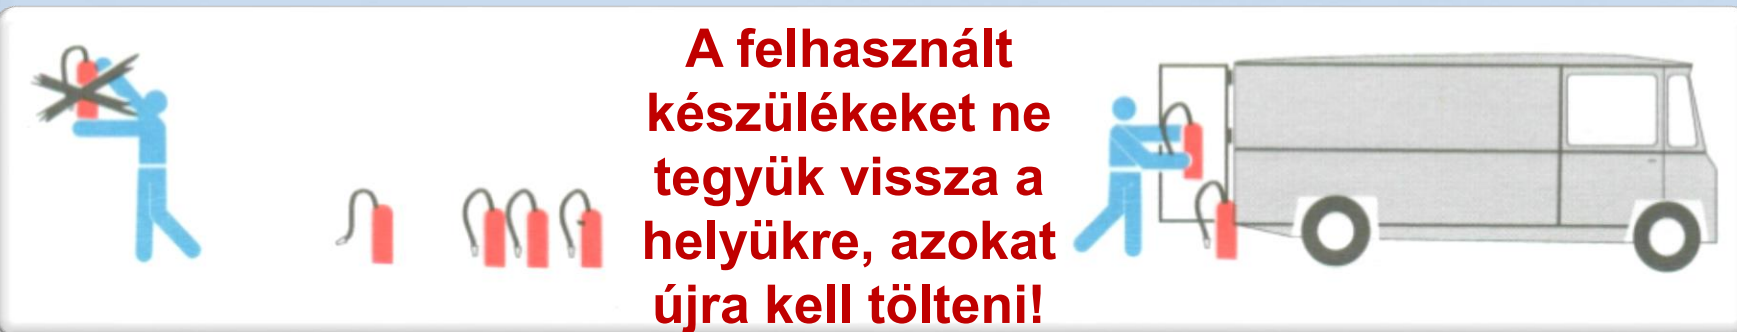 A felhasznált
készülékeket ne
tegyük vissza a
helyükre, azokat
újra kell tölteni!